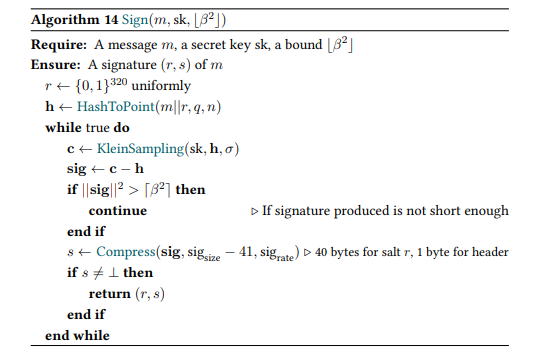 Algorithm 14 Sign(m, sk, ⌊β²⌋)
Require: A message m, a secret key sk, a bound ⌊β²⌋
Ensure: A signature (r, s) of m
r ← {0, 1}³²⁰ uniformly
h ← HashToPoint(m||r, q, n)
while true do
c ← KleinSampling(sk, h, σ)
sig ← c − h
if ||sig||² > ⌈β²⌉ then
continue ▷ If signature produced is not short enough
end if
s ← Compress(sig, sig_size − 41, sig_rate) ▷ 40 bytes for salt r, 1 byte for header
if s ≠ ⊥ then
return (r, s)
end if
end while